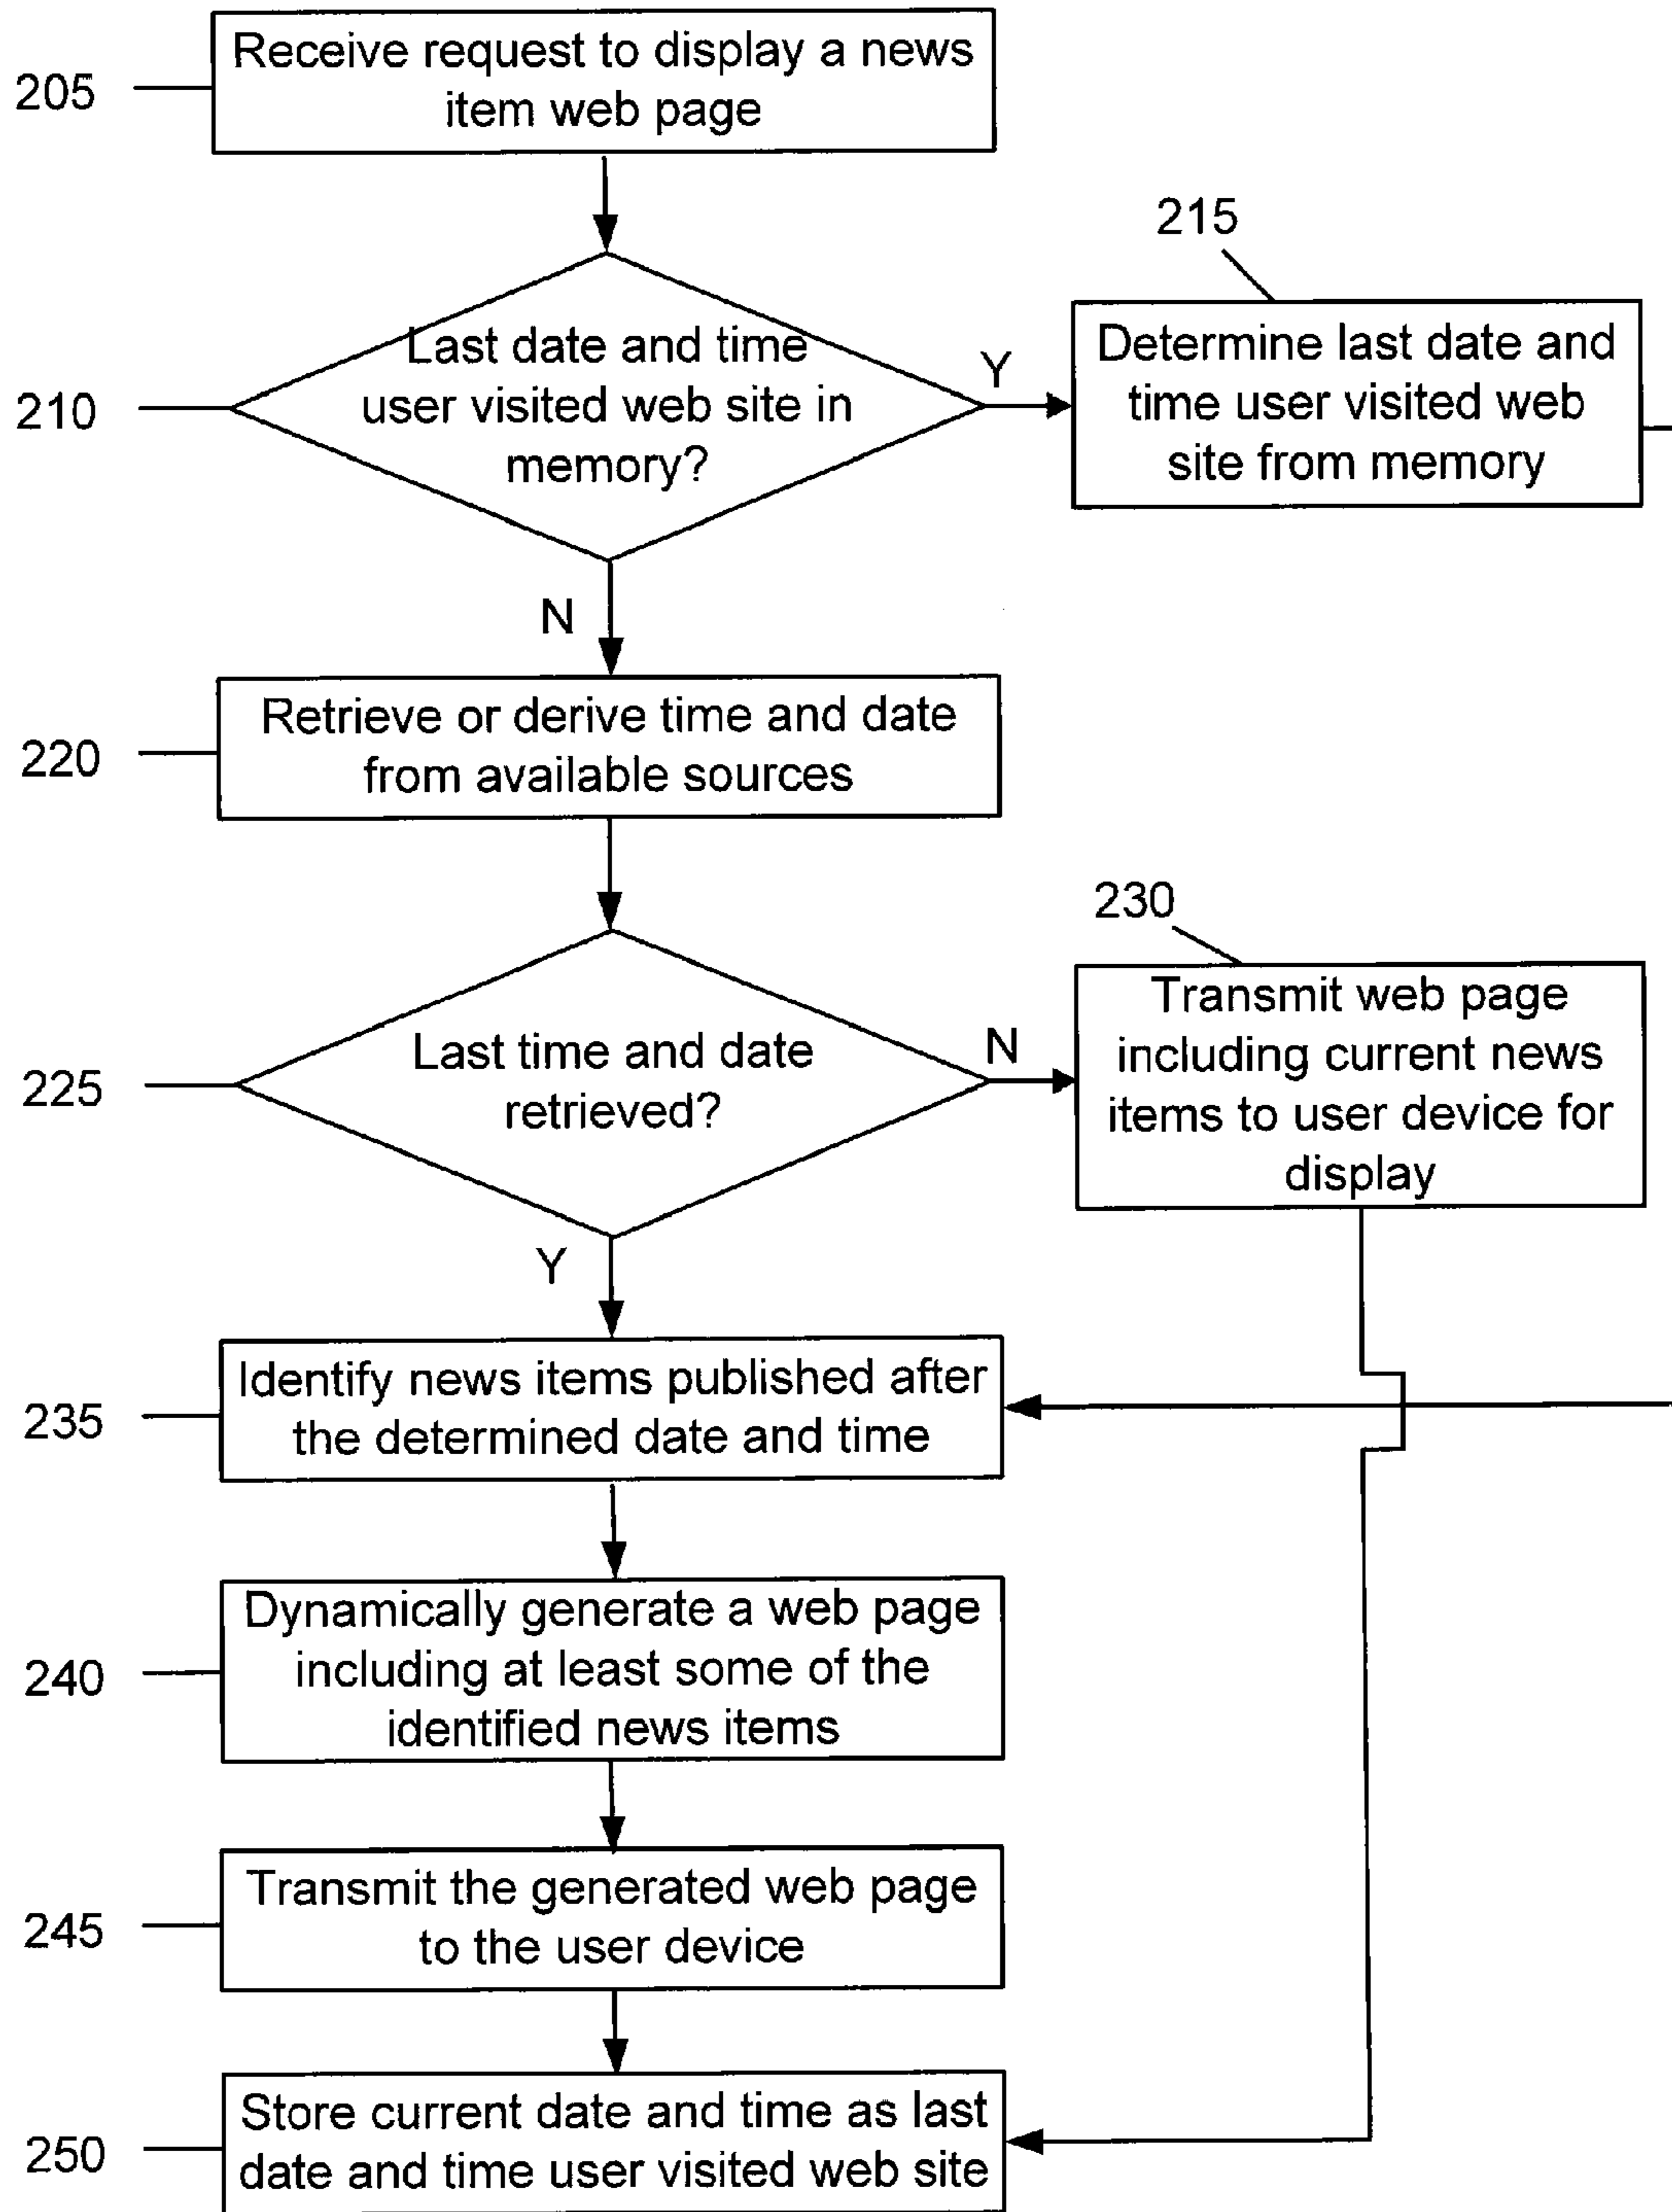 205
Receive request to display a news
item web page
215
210
Last date and time
user visited web site in
memory?
Y
Determine last date and
time user visited web
site from memory
N
220
Retrieve or derive time and date
from available sources
230
225
Last time and date
retrieved?
N
Transmit web page
including current news
items to user device for
display
Y
235
Identify news items published after
the determined date and time
240
Dynamically generate a web page
including at least some of the
identified news items
245
Transmit the generated web page
to the user device
250
Store current date and time as last
date and time user visited web site